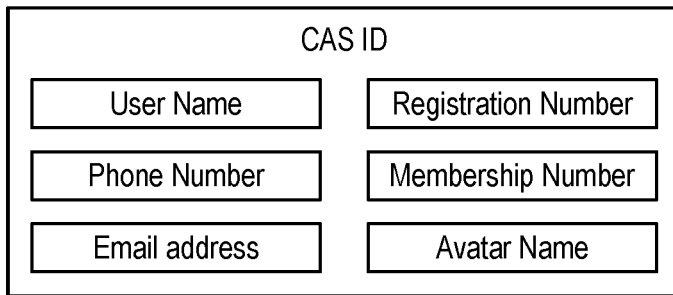 CAS ID
User Name
Registration Number
Phone Number
Membership Number
Email address
Avatar Name